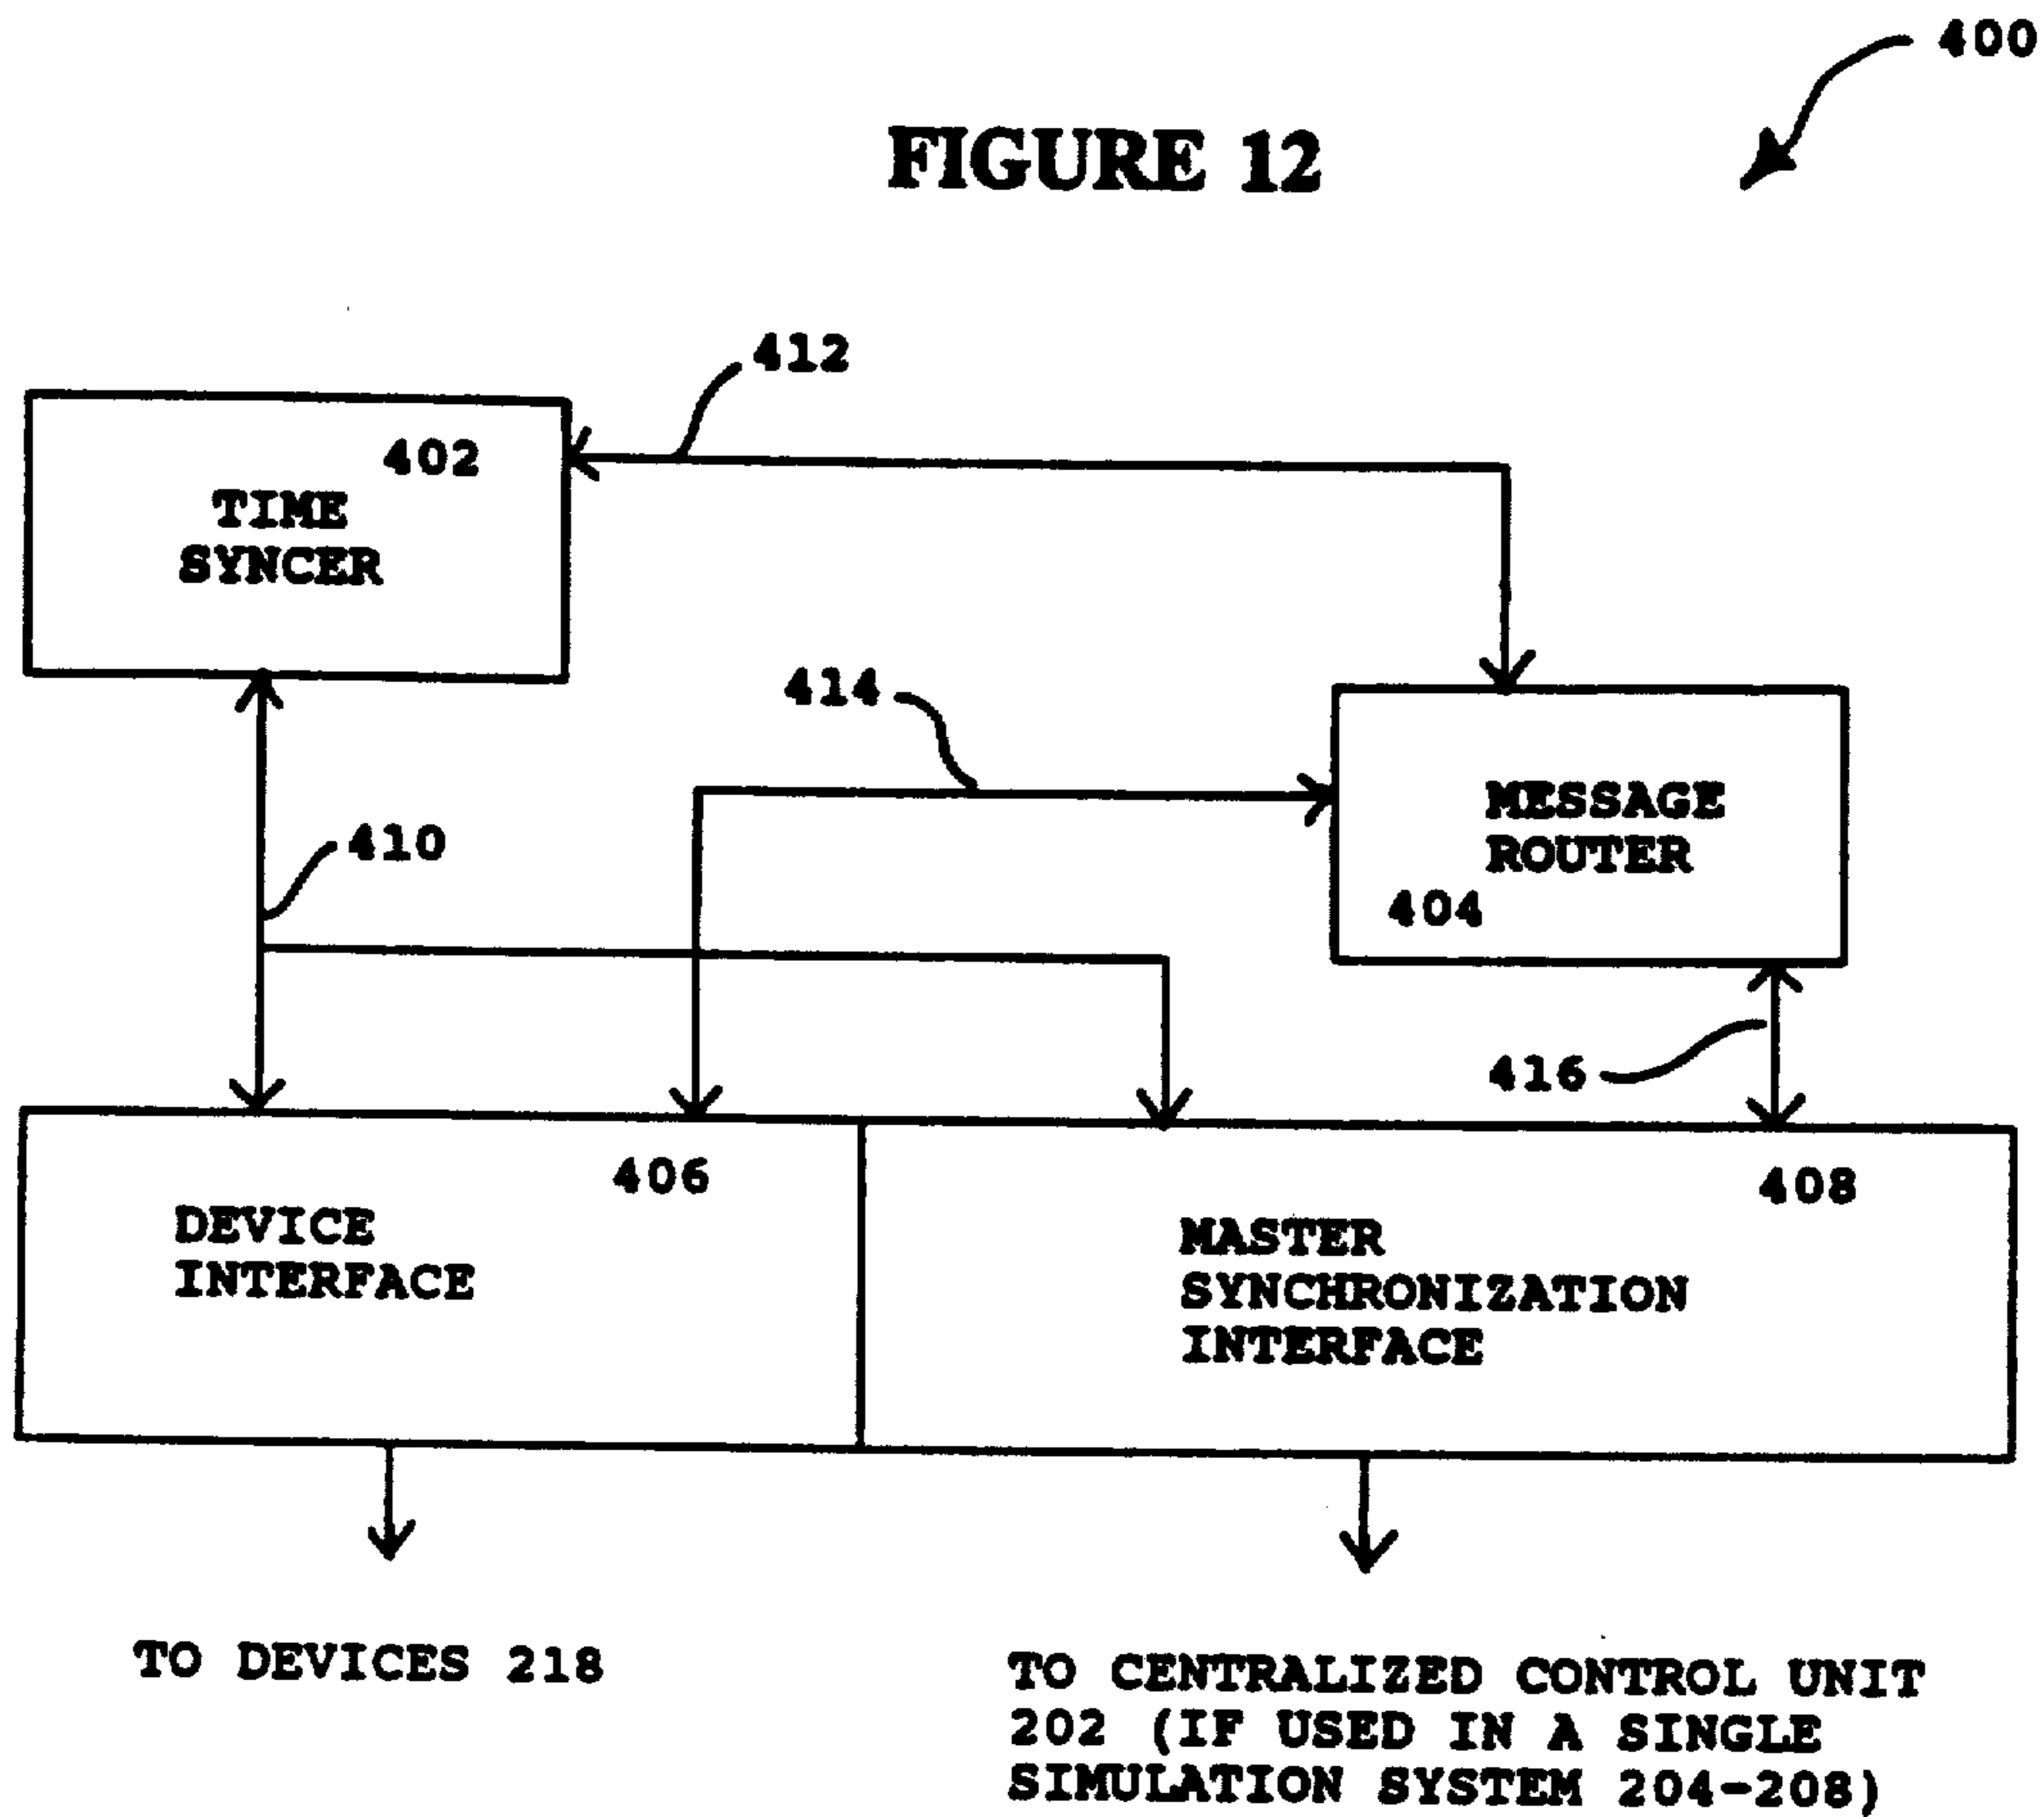 400
FIGURE 12
412
402
TIME
SYNCER
414
MESSAGE
ROUTER
404
410
416
406
DEVICE
INTERFACE
408
MASTER
SYNCHRONIZATION
INTERFACE
TO DEVICES 218
TO CENTRALIZED CONTROL UNIT
202 (IF USED IN A SINGLE
SIMULATION SYSTEM 204-208)